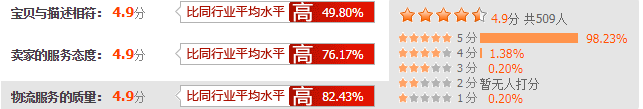 宝贝与描述相符: 4.9分 比同行业平均水平 高 49.80%
卖家的服务态度: 4.9分 比同行业平均水平 高 76.17%
物流服务的质量: 4.9分 比同行业平均水平 高 82.43%
4.9分 共509人
5分 98.23%
4分 1.38%
3分 0.20%
2分 暂无人打分
1分 0.20%